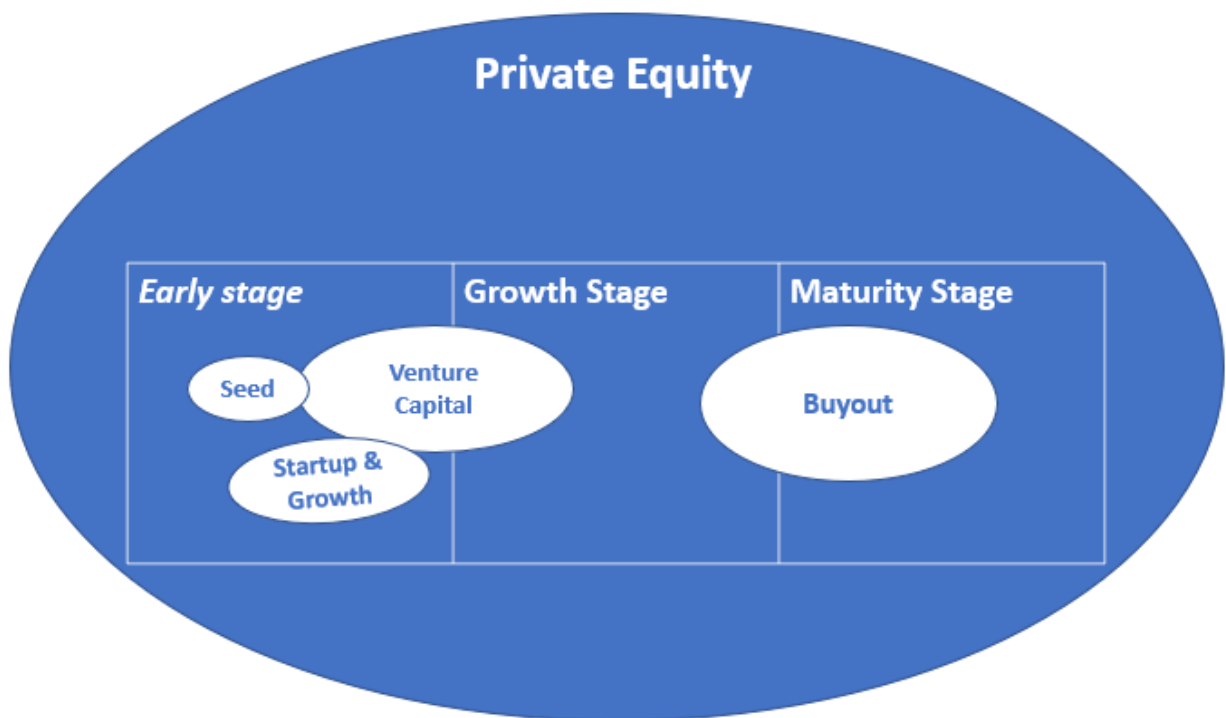 Private Equity
Early stage
Growth Stage
Maturity Stage
Seed
Venture
Capital
Buyout
Startup &
Growth